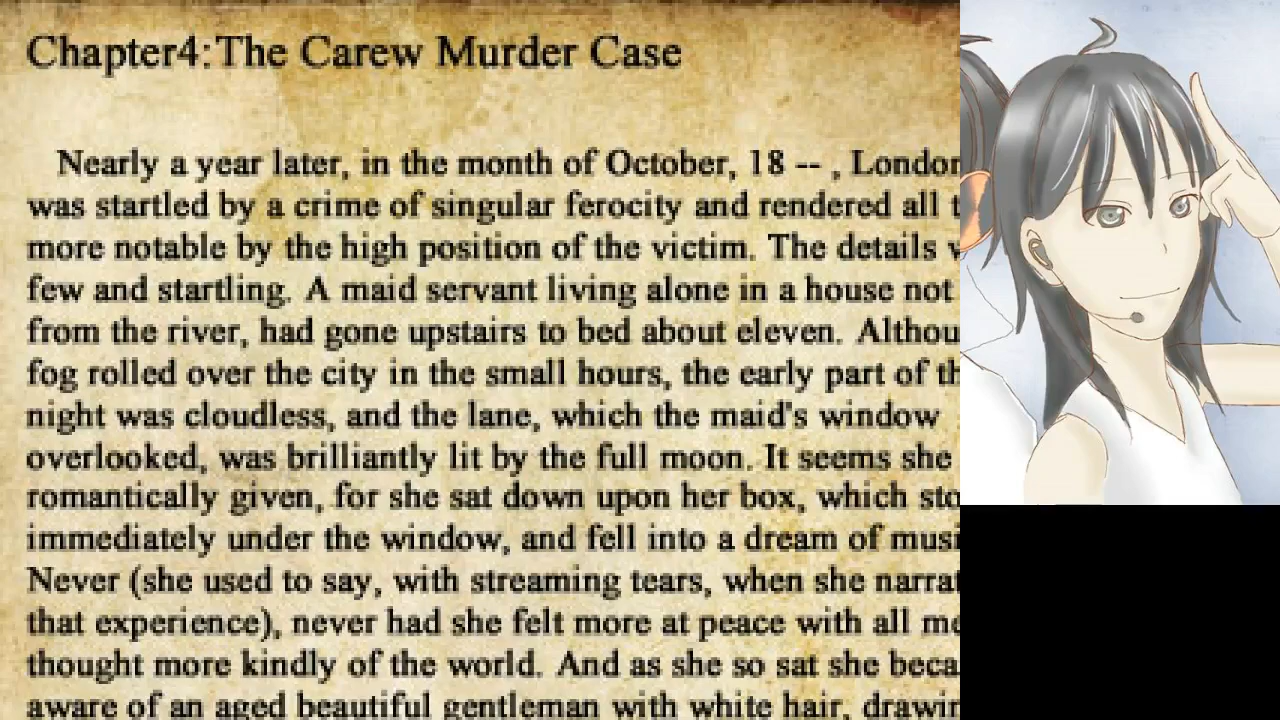 Chapter4:The Carew Murder Case
Nearly a year later, in the month of October, 18 -- , London
was startled by a crime of singular ferocity and rendered all
more notable by the high position of the victim. The details
few and startling. A maid servant living alone in a house not
from the river, had gone upstairs to bed about eleven.
fog rolled over the city in the small hours, the early part of
night was cloudless, and the lane, which the maid's window
overlooked, was brilliantly lit by the full moon. It seems she
romantically given, for she sat down upon her box, which
immediately under the window, and fell into a dream of
Never (she used to say, with streaming tears, when she
that experience), never had she felt more at peace with all
thought more kindly of the world. And as she so sat she
aware of an aged beautiful gentleman with white hair,